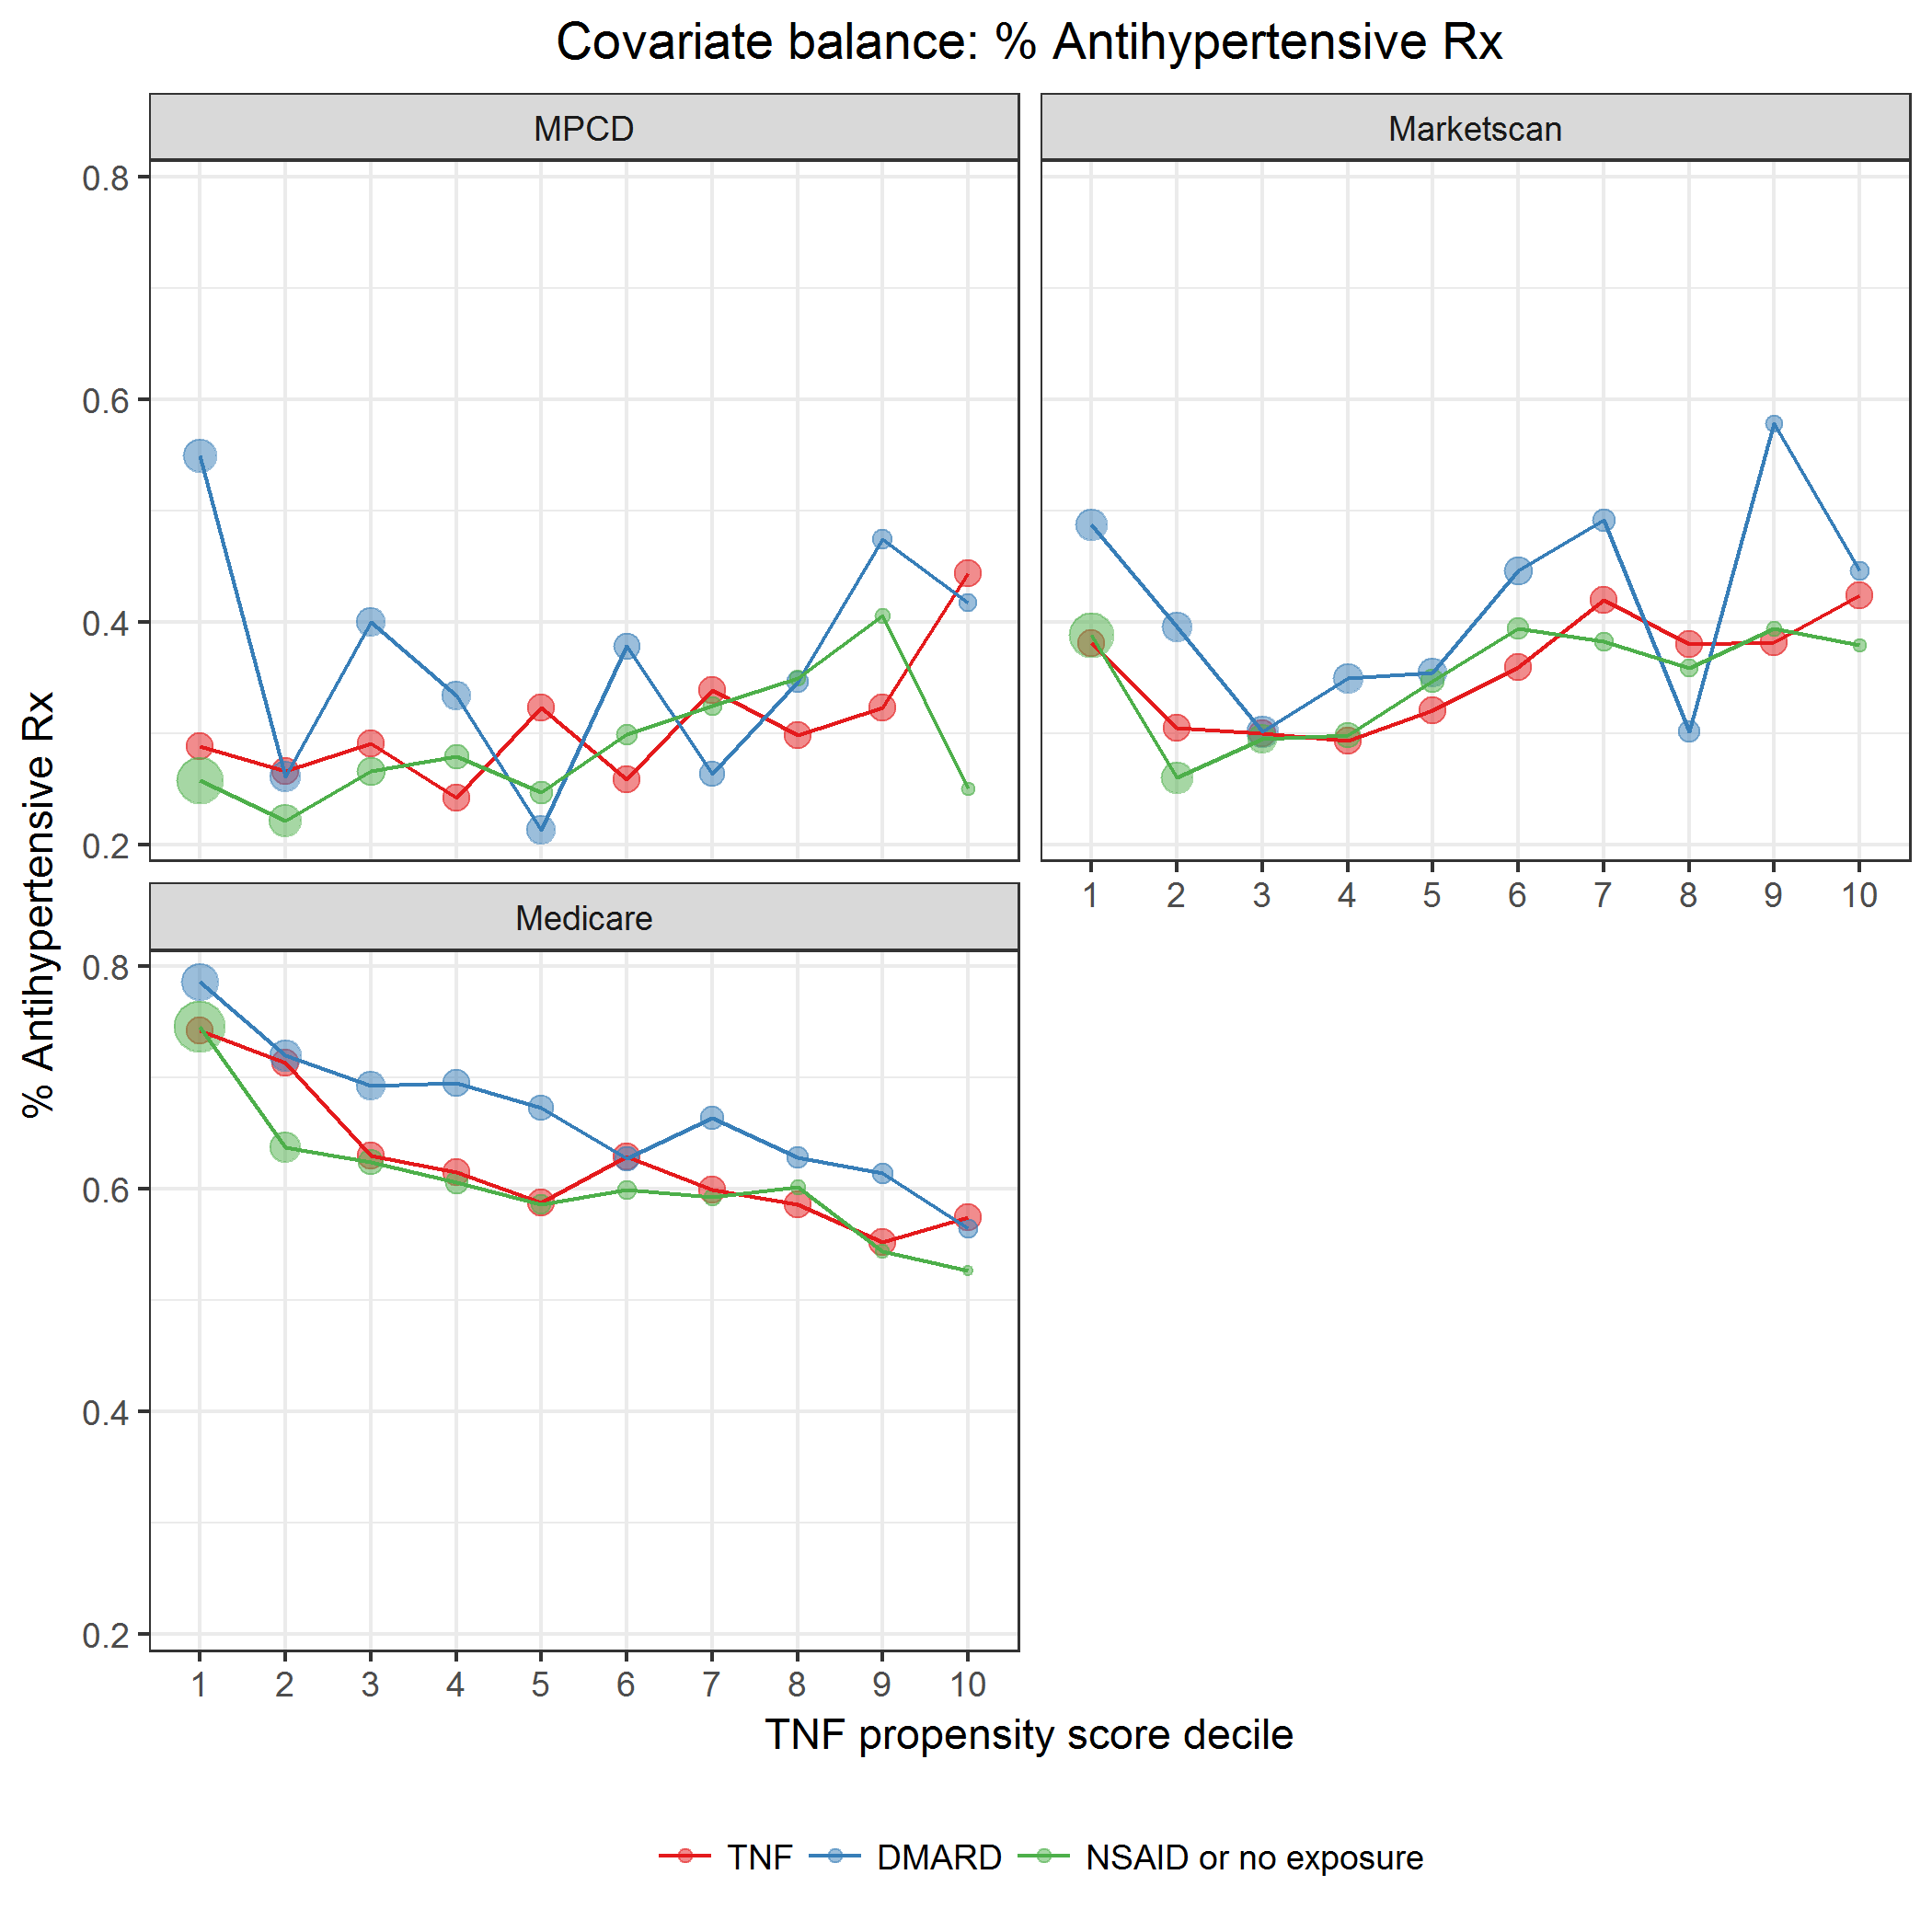 Covariate balance: % Antihypertensive Rx
MPCD
Marketscan
0.8
0.6
0.4
0.2
1 2 3 4 5 6 7 8 9 10
Medicare
0.8
0.6
0.4
0.2
1 2 3 4 5 6 7 8 9 10
% Antihypertensive Rx
TNF propensity score decile
TNF DMARD NSAID or no exposure